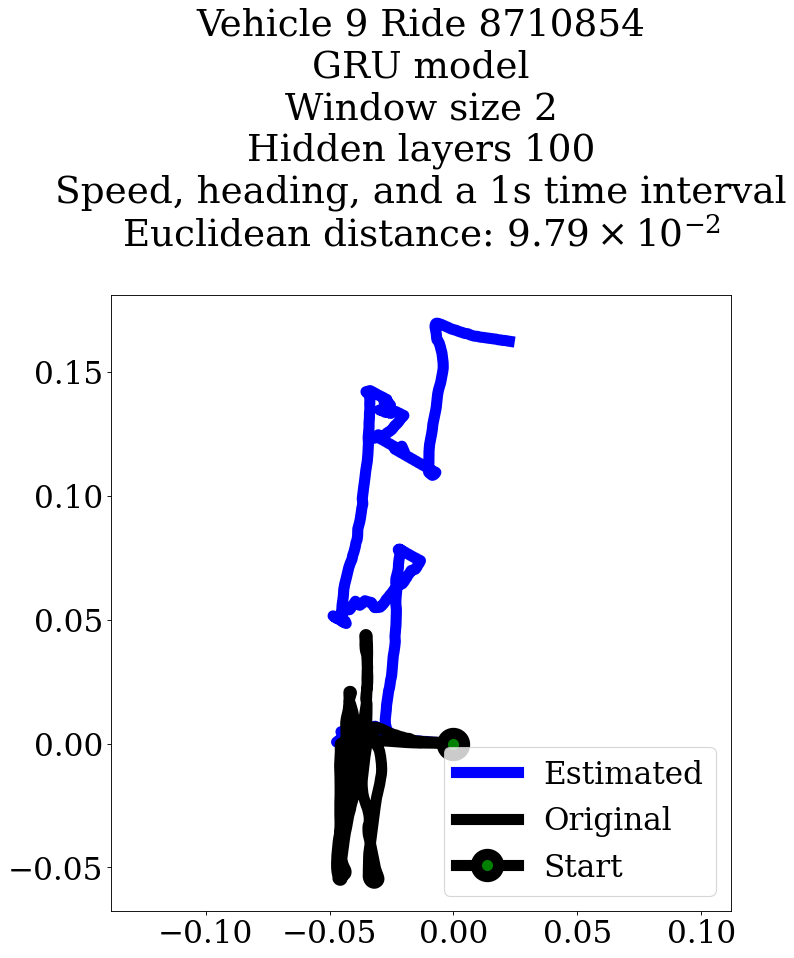 Vehicle 9 Ride 8710854
GRU model
Window size 2
Hidden layers 100
Speed, heading, and a 1s time interval
Euclidean distance: 9.79 × 10⁻²
0.15
0.10
0.05
0.00
−0.05
Estimated
Original
Start
−0.10 −0.05 0.00 0.05 0.10